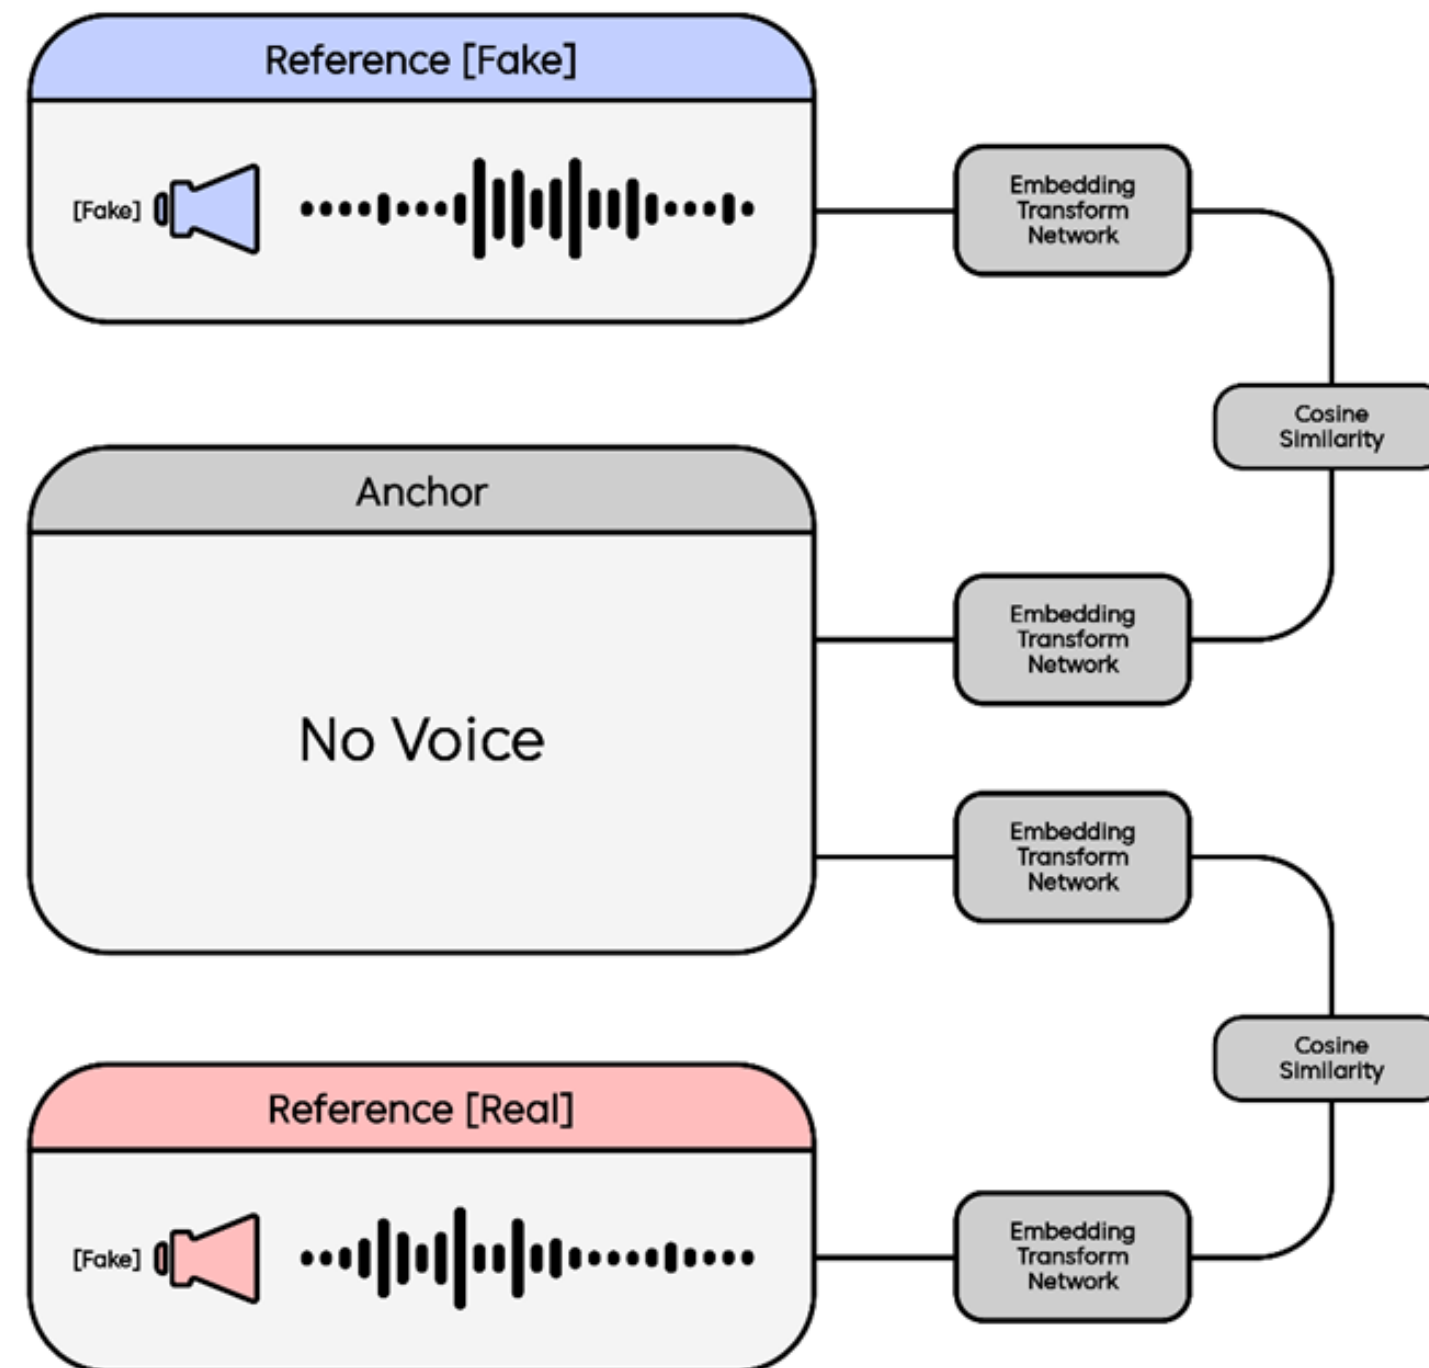 Reference [Fake]
[Fake]
Embedding
Transform
Network
Cosine
Similarity
Anchor
No Voice
Embedding
Transform
Network
Embedding
Transform
Network
Cosine
Similarity
Reference [Real]
[Fake]
Embedding
Transform
Network